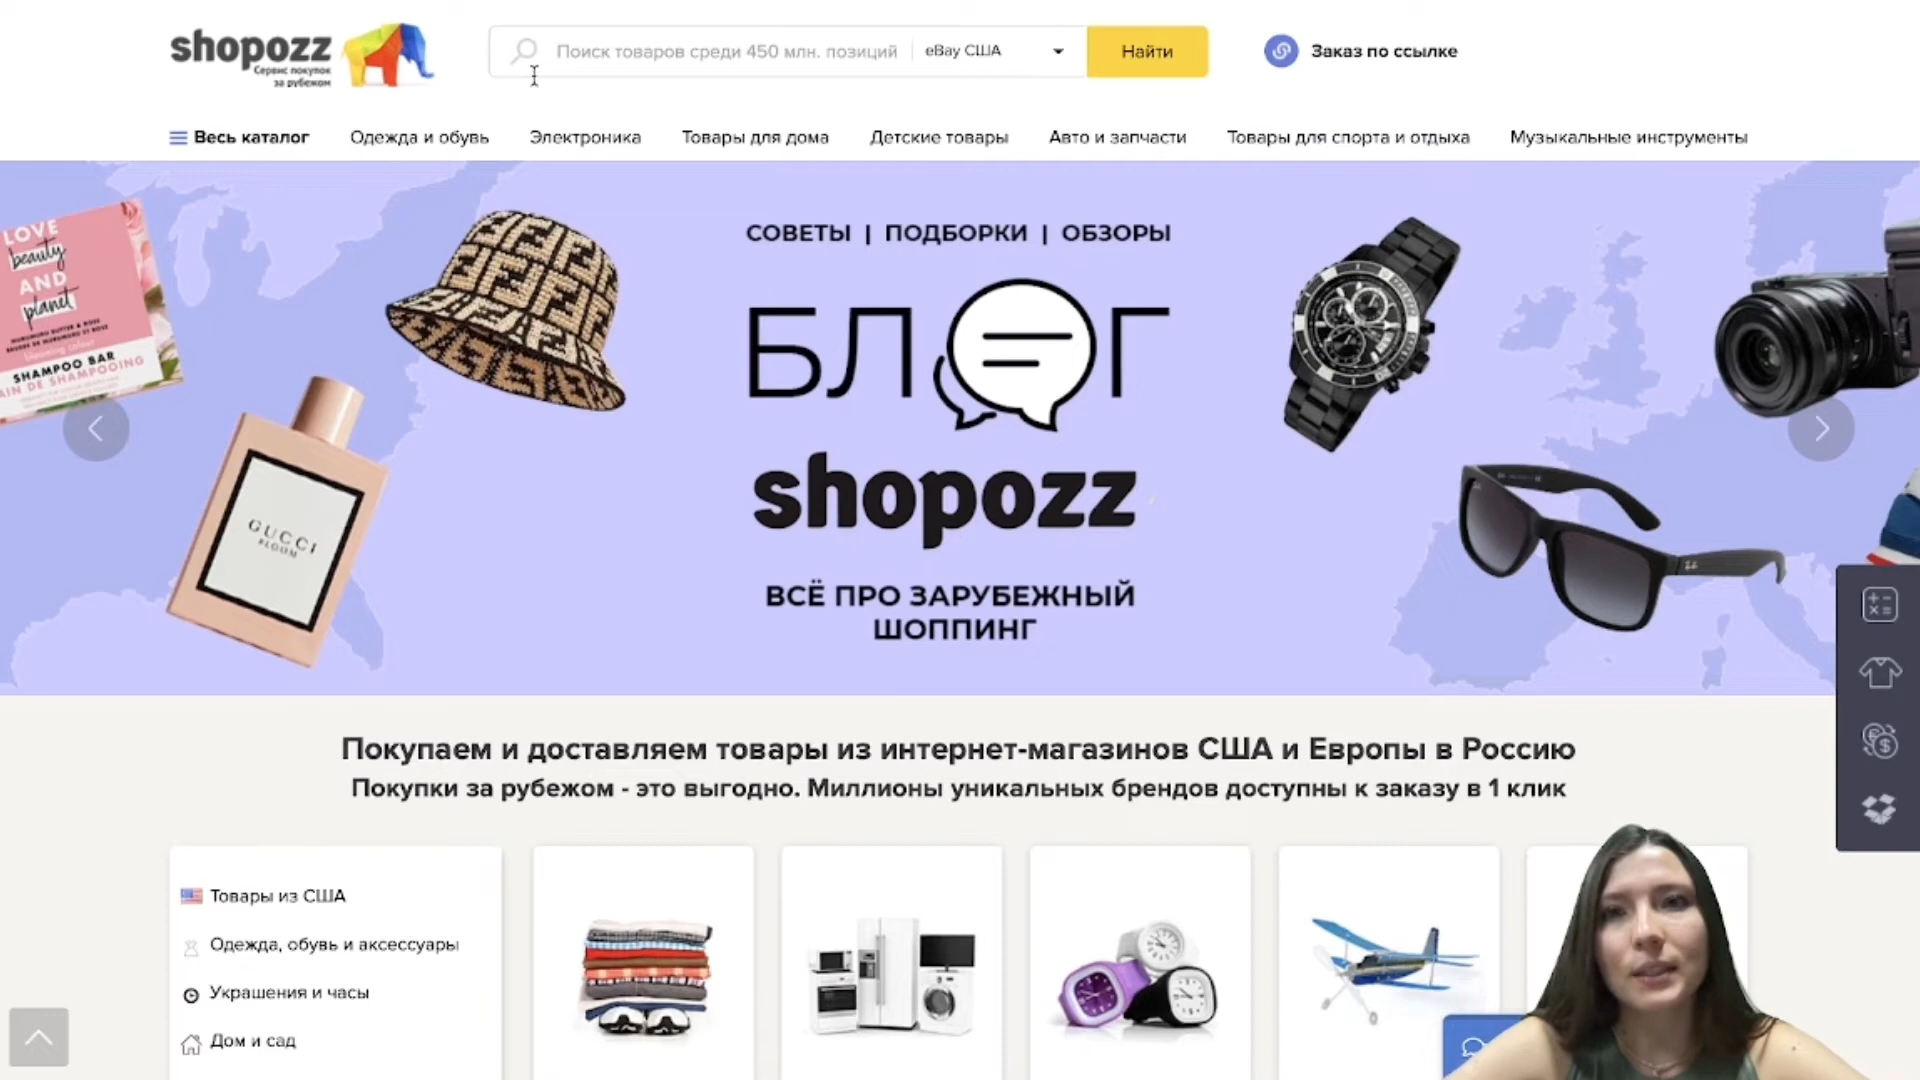 shopozz
Сервис покупок
за рубежом
Поиск товаров среди 450 млн. позиций
eBay США
Найти
Заказ по ссылке
Весь каталог
Одежда и обувь
Электроника
Товары для дома
Детские товары
Авто и запчасти
Товары для спорта и отдыха
Музыкальные инструменты
СОВЕТЫ | ПОДБОРКИ | ОБЗОРЫ
БЛОГ
shopozz
ВСЁ ПРО ЗАРУБЕЖНЫЙ
ШОППИНГ
LOVE
beauty
AND
planet
SHAMPOO BAR
AIN DE SHAMPOOING
GUCCI
BLOOM
Покупаем и доставляем товары из интернет-магазинов США и Европы в Россию
Покупки за рубежом - это выгодно. Миллионы уникальных брендов доступны к заказу в 1 клик
Товары из США
Одежда, обувь и аксессуары
Украшения и часы
Дом и сад